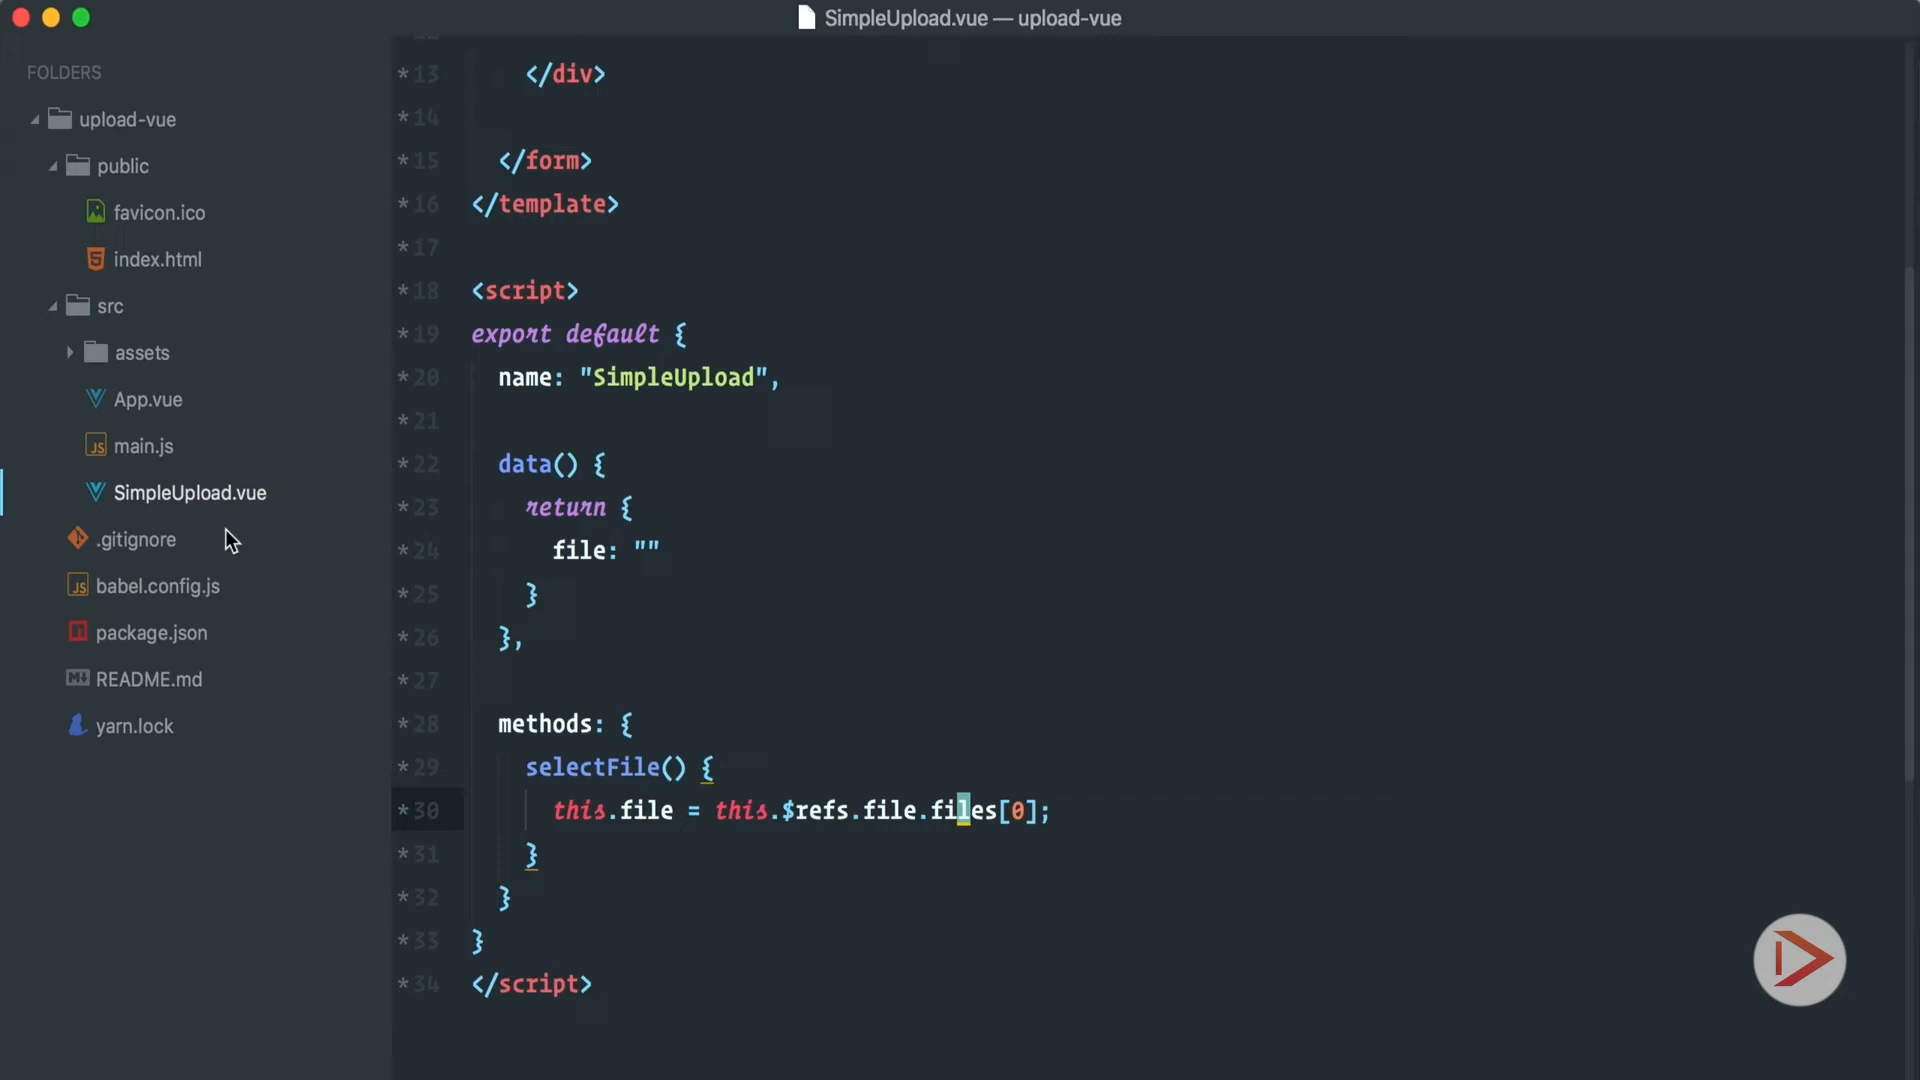 SimpleUpload.vue — upload-vue
FOLDERS
upload-vue
public
favicon.ico
index.html
src
assets
App.vue
main.js
SimpleUpload.vue
.gitignore
babel.config.js
package.json
README.md
yarn.lock
*13 </div>
*14
*15 </form>
*16 </template>
*17
*18 <script>
*19 export default {
*20 name: "SimpleUpload",
*21
*22 data() {
*23 return {
*24 file: ""
*25 }
*26 },
*27
*28 methods: {
*29 selectFile() {
*30 this.file = this.$refs.file.files[0];
*31 }
*32 }
*33 }
*34 </script>